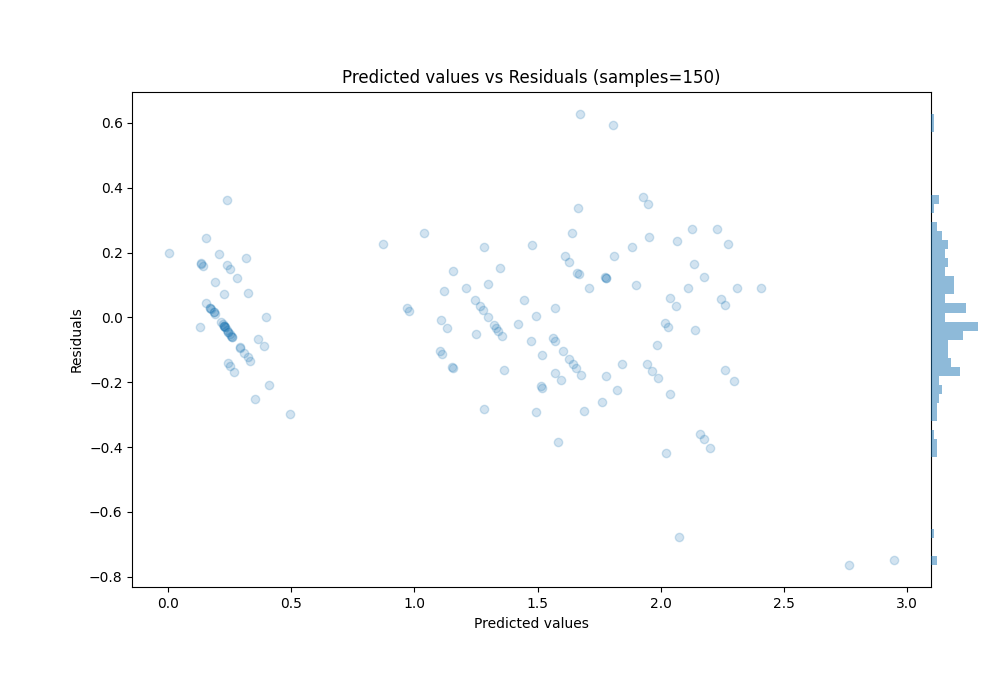 Predicted values vs Residuals (samples=150)
0.6
0.4
0.2
0.0
−0.2
−0.4
−0.6
−0.8
Residuals
0.0 0.5 1.0 1.5 2.0 2.5 3.0
Predicted values